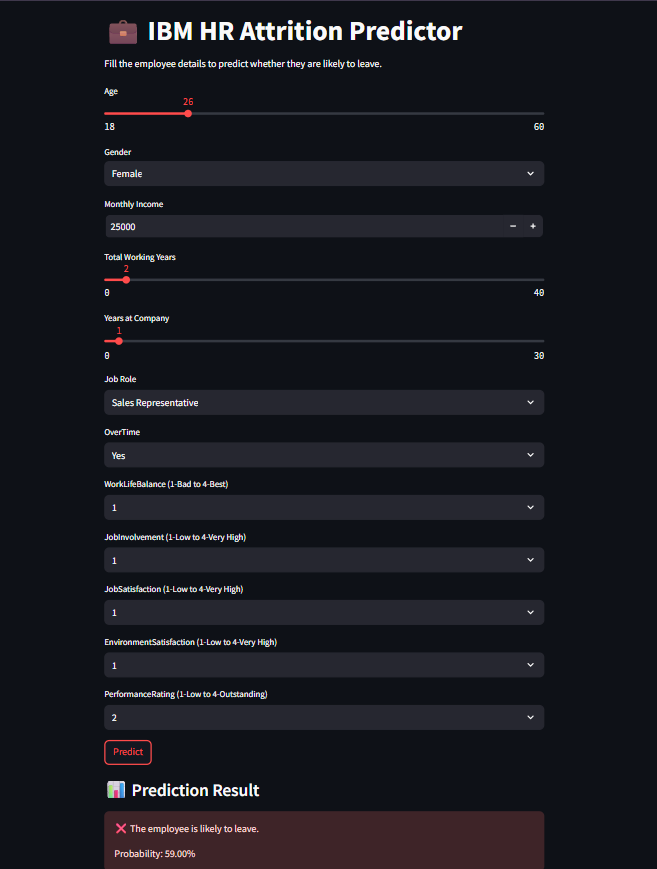 IBM HR Attrition Predictor
Fill the employee details to predict whether they are likely to leave.
Age
26
18 60
Gender
Female
Monthly Income
25000 − +
Total Working Years
2
0 40
Years at Company
1
0 30
Job Role
Sales Representative
OverTime
Yes
WorkLifeBalance (1-Bad to 4-Best)
1
JobInvolvement (1-Low to 4-Very High)
1
JobSatisfaction (1-Low to 4-Very High)
1
EnvironmentSatisfaction (1-Low to 4-Very High)
1
PerformanceRating (1-Low to 4-Outstanding)
2
Predict
Prediction Result
❌ The employee is likely to leave.
Probability: 59.00%